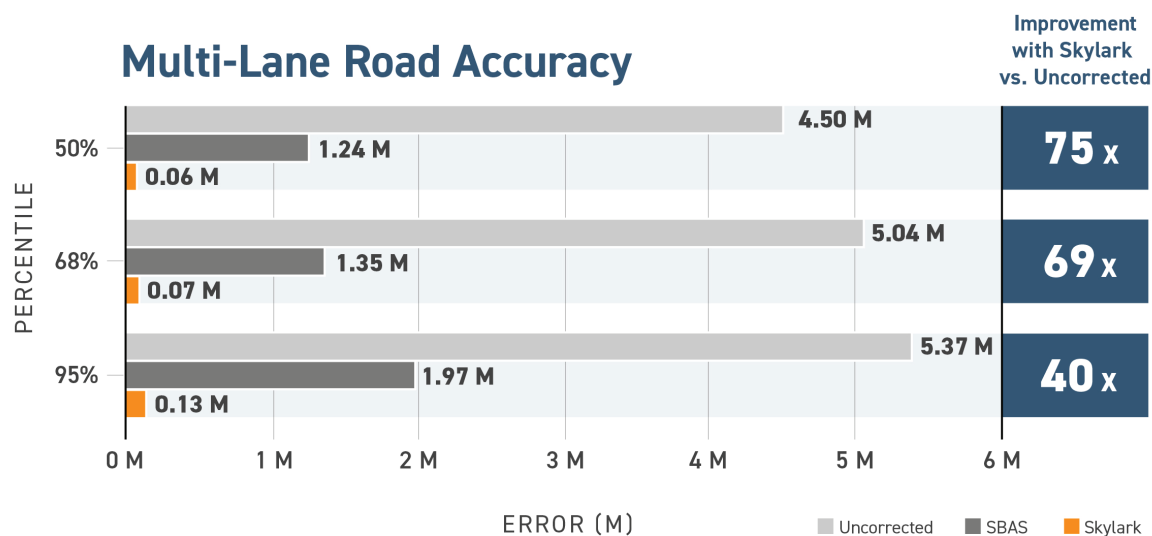 Improvement
with Skylark
vs. Uncorrected
Multi-Lane Road Accuracy
4.50 M
50%
1.24 M
75 x
0.06 M
5.04 M
68%
1.35 M
69 x
0.07 M
5.37 M
95%
1.97 M
40 x
0.13 M
PERCENTILE
0 M 1 M 2 M 3 M 4 M 5 M 6 M
ERROR (M)
Uncorrected SBAS Skylark